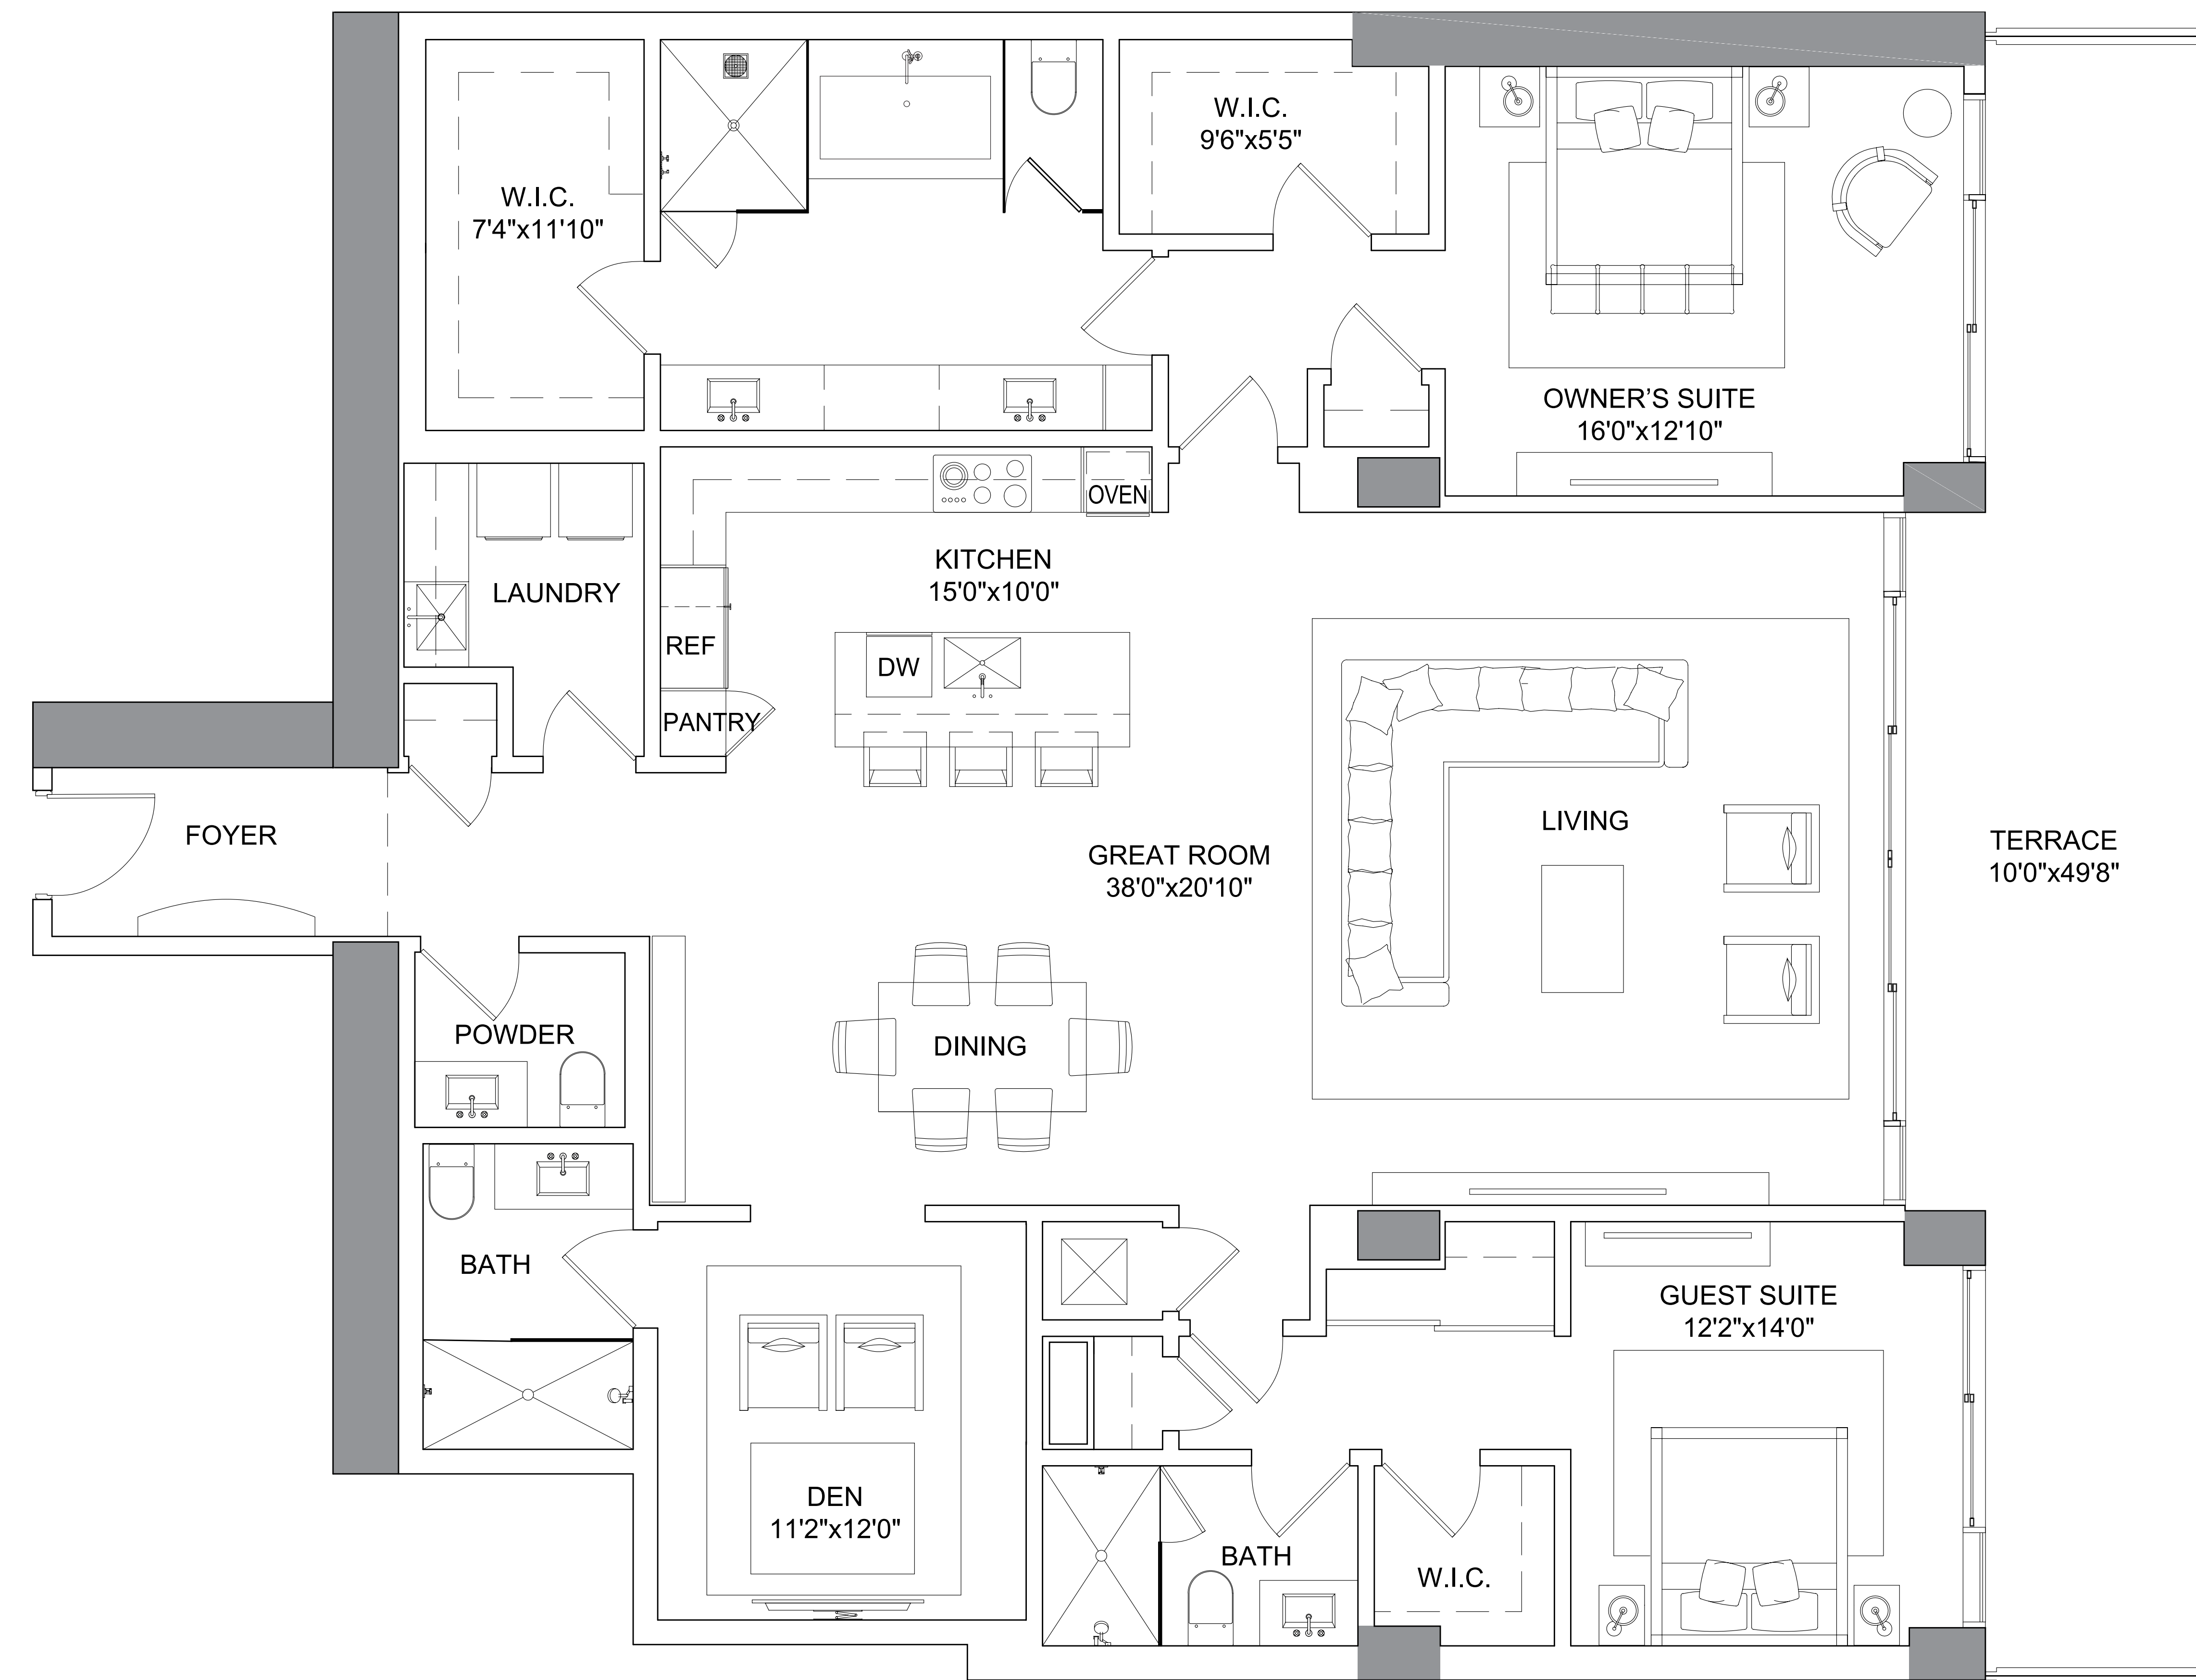 W.I.C.
9'6"x5'5"
W.I.C.
7'4"x11'10"
OWNER'S SUITE
16'0"x12'10"
OVEN
KITCHEN
15'0"x10'0"
LAUNDRY
REF
DW
PANTRY
FOYER
LIVING
GREAT ROOM
38'0"x20'10"
TERRACE
10'0"x49'8"
POWDER
DINING
BATH
GUEST SUITE
12'2"x14'0"
DEN
11'2"x12'0"
BATH
W.I.C.